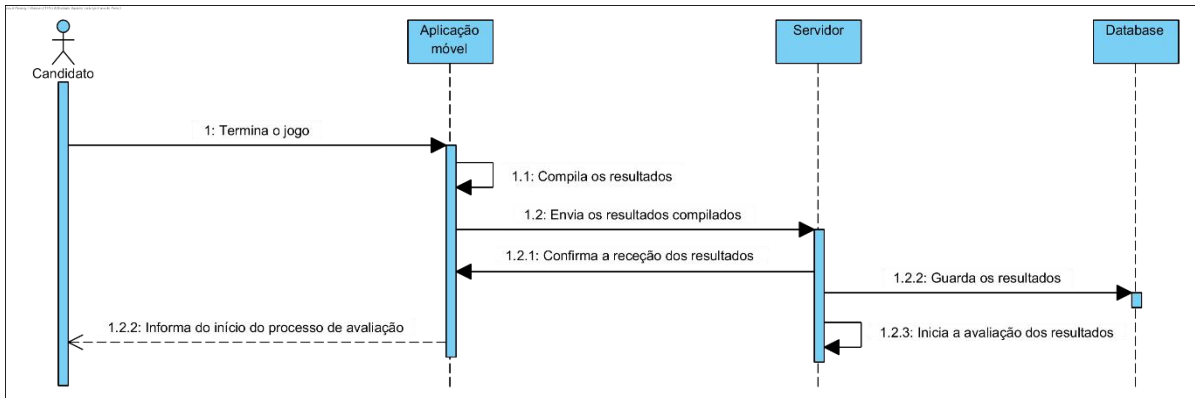 Candidato
Aplicação
móvel
Servidor
Database
1: Termina o jogo
1.1: Compila os resultados
1.2: Envia os resultados compilados
1.2.1: Confirma a receção dos resultados
1.2.2: Guarda os resultados
1.2.2: Informa do início do processo de avaliação
1.2.3: Inicia a avaliação dos resultados